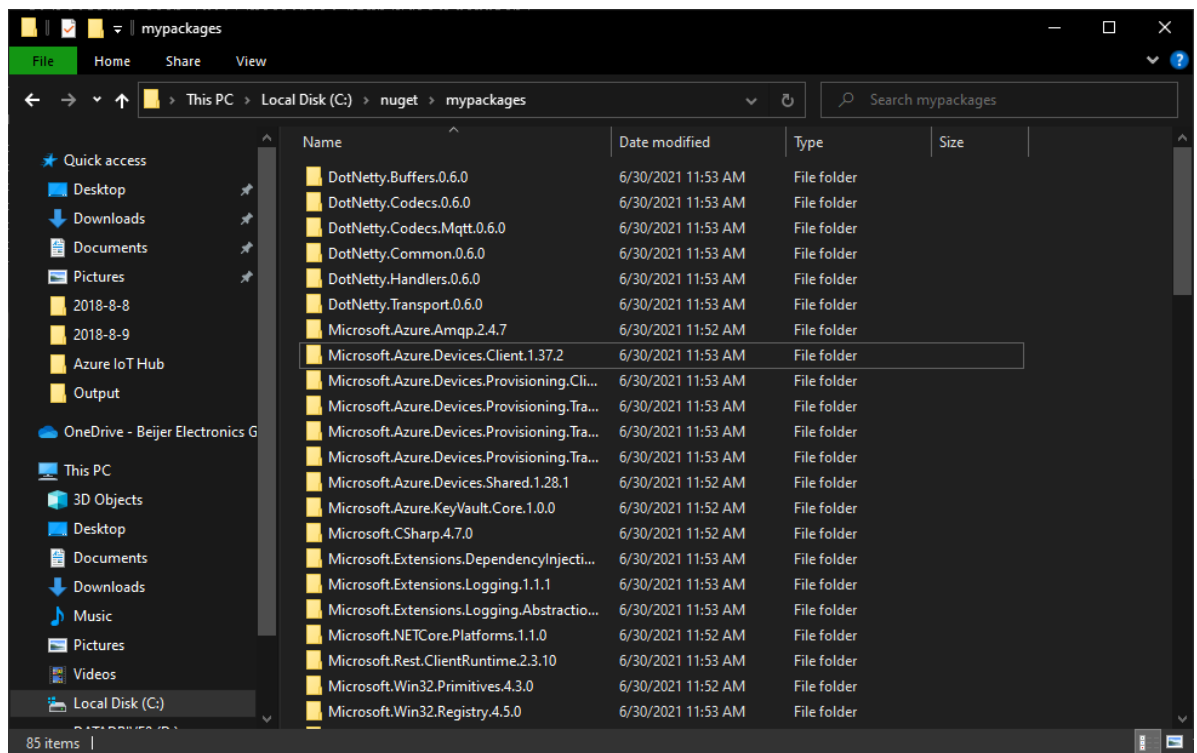 mypackages
File Home Share View
This PC Local Disk (C:) nuget mypackages Search mypackages
Quick access
Desktop
Downloads
Documents
Pictures
2018-8-8
2018-8-9
Azure IoT Hub
Output
OneDrive - Beijer Electronics G
This PC
3D Objects
Desktop
Documents
Downloads
Music
Pictures
Videos
Local Disk (C:)
Name Date modified Type Size
DotNetty.Buffers.0.6.0 6/30/2021 11:53 AM File folder
DotNetty.Codecs.0.6.0 6/30/2021 11:53 AM File folder
DotNetty.Codecs.Mqtt.0.6.0 6/30/2021 11:53 AM File folder
DotNetty.Common.0.6.0 6/30/2021 11:53 AM File folder
DotNetty.Handlers.0.6.0 6/30/2021 11:53 AM File folder
DotNetty.Transport.0.6.0 6/30/2021 11:53 AM File folder
Microsoft.Azure.Amqp.2.4.7 6/30/2021 11:52 AM File folder
Microsoft.Azure.Devices.Client.1.37.2 6/30/2021 11:53 AM File folder
Microsoft.Azure.Devices.Provisioning.Cli... 6/30/2021 11:53 AM File folder
Microsoft.Azure.Devices.Provisioning.Tra... 6/30/2021 11:53 AM File folder
Microsoft.Azure.Devices.Provisioning.Tra... 6/30/2021 11:53 AM File folder
Microsoft.Azure.Devices.Provisioning.Tra... 6/30/2021 11:53 AM File folder
Microsoft.Azure.Devices.Shared.1.28.1 6/30/2021 11:53 AM File folder
Microsoft.Azure.KeyVault.Core.1.0.0 6/30/2021 11:52 AM File folder
Microsoft.CSharp.4.7.0 6/30/2021 11:52 AM File folder
Microsoft.Extensions.DependencyInjecti... 6/30/2021 11:53 AM File folder
Microsoft.Extensions.Logging.1.1.1 6/30/2021 11:53 AM File folder
Microsoft.Extensions.Logging.Abstractio... 6/30/2021 11:53 AM File folder
Microsoft.NETCore.Platforms.1.1.0 6/30/2021 11:52 AM File folder
Microsoft.Rest.ClientRuntime.2.3.10 6/30/2021 11:52 AM File folder
Microsoft.Win32.Primitives.4.3.0 6/30/2021 11:52 AM File folder
Microsoft.Win32.Registry.4.5.0 6/30/2021 11:52 AM File folder
85 items